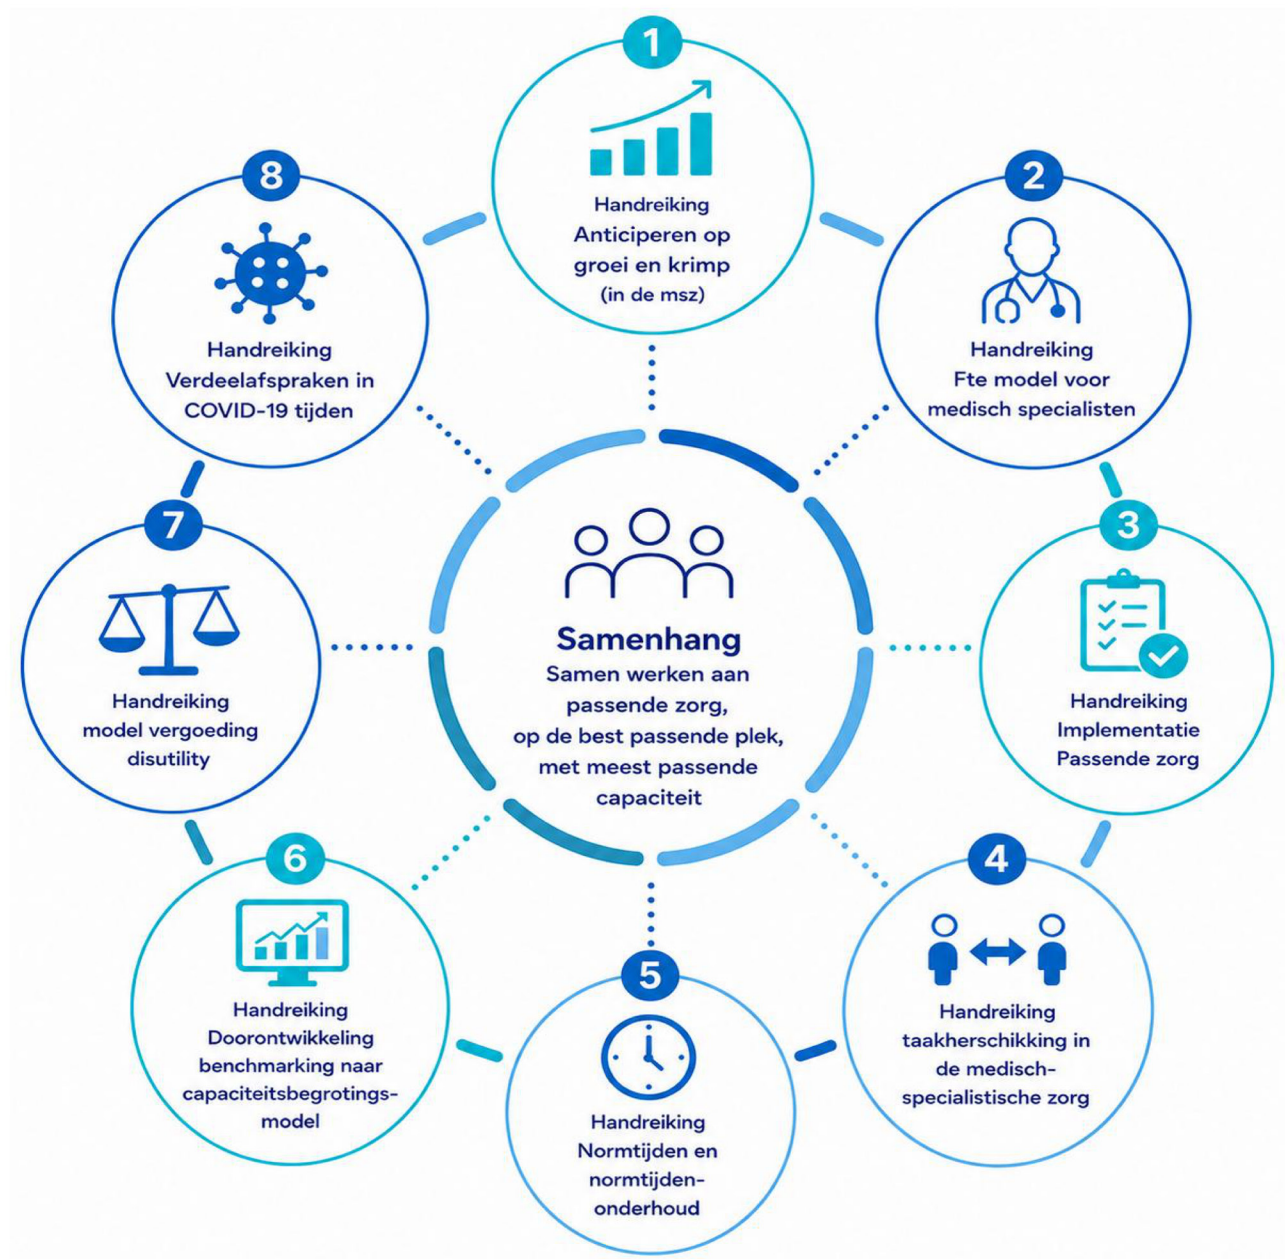 1
Handreiking
Anticiperen op
groei en krimp
(in de msz)
2
Handreiking
Fte model voor
medisch specialisten
3
Handreiking
Implementatie
Passende zorg
4
Handreiking
taakherschikking in
de medisch-
specialistische zorg
5
Handreiking
Normtijden en
normtijden-
onderhoud
6
Handreiking
Doorontwikkeling
benchmarking naar
capaciteitsbegrotings-
model
7
Handreiking
model vergoeding
disutility
8
Handreiking
Verdeelafspraken in
COVID-19 tijden
Samenhang
Samen werken aan
passende zorg,
op de best passende plek,
met meest passende
capaciteit